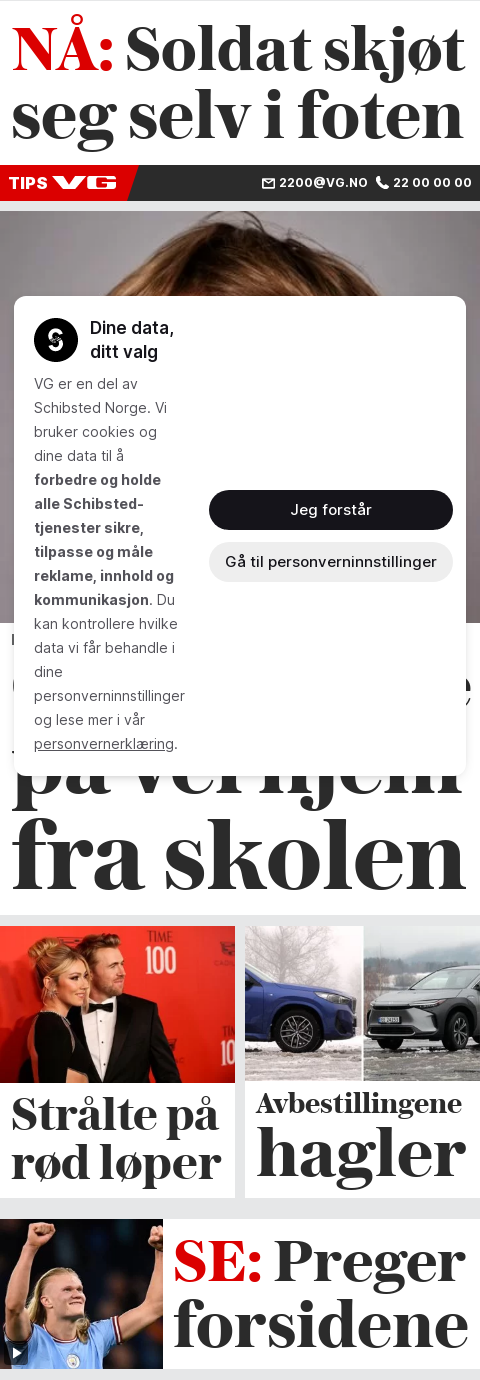 NÅ: Soldat skjøt
seg selv i foten
TIPS VG
2200@VG.NO 22 00 00 00
Dine data,
ditt valg
VG er en del av
Schibsted Norge. Vi
bruker cookies og
dine data til å
forbedre og holde
alle Schibsted-
tjenester sikre,
tilpasse og måle
reklame, innhold og
kommunikasjon. Du
kan kontrollere hvilke
data vi får behandle i
dine
personverninnstillinger
og lese mer i vår
personvernerklæring.
Jeg forstår
Gå til personverninnstillinger
på vei hjem
fra skolen
TIME
100
Strålte på
rød løper
Avbestillingene
hagler
SE: Preger
forsidene